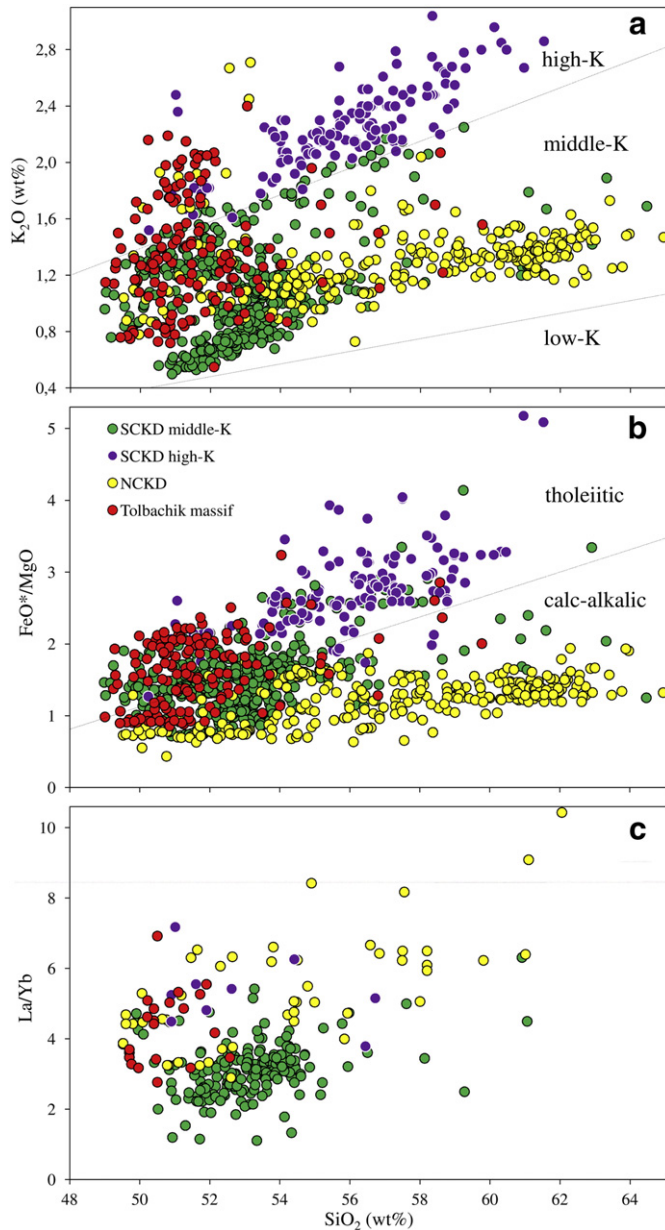 a
high-K
middle-K
low-K
K2O (wt%)
2,8
2,4
2,0
1,6
1,2
0,8
0,4
b
SCKD middle-K
SCKD high-K
NCKD
Tolbachik massif
tholeiitic
calc-alkalic
FeO*/MgO
5
4
3
2
1
0
c
La/Yb
10
8
6
4
2
0
48 50 52 54 56 58 60 62 64
SiO2 (wt%)